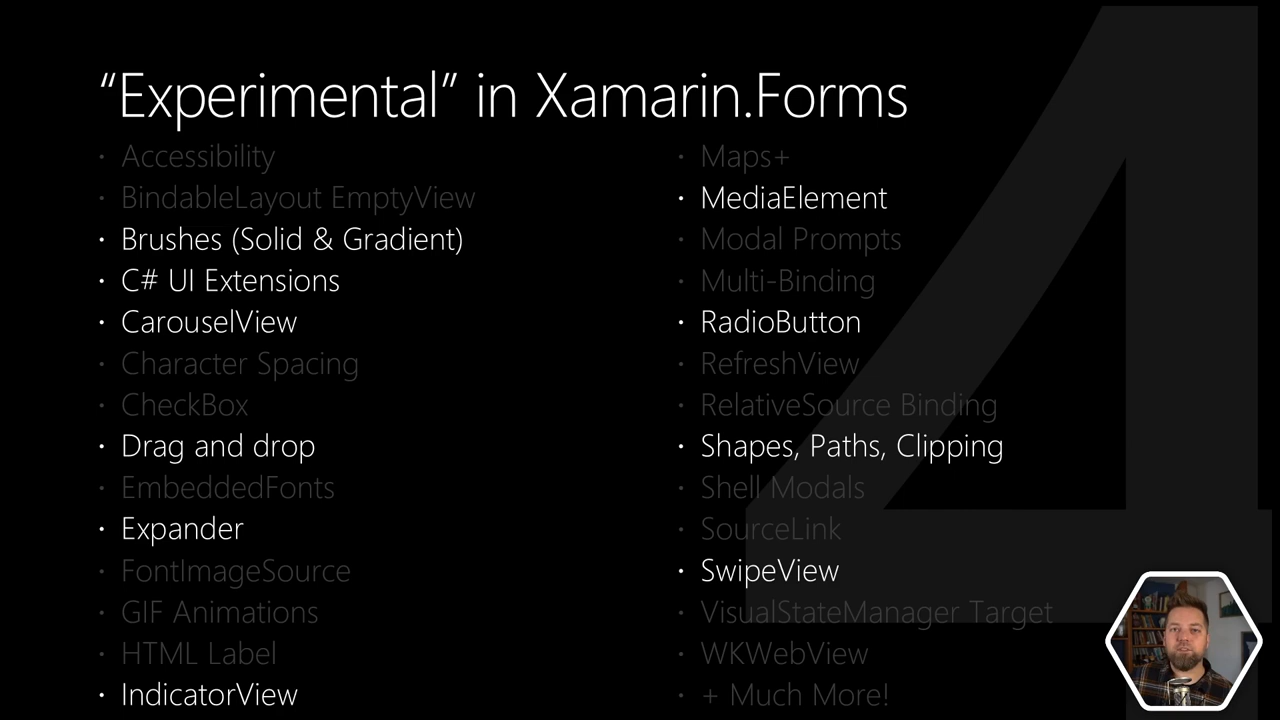 “Experimental” in Xamarin.Forms
· Accessibility
· BindableLayout EmptyView
· Brushes (Solid & Gradient)
· C# UI Extensions
· CarouselView
· Character Spacing
· CheckBox
· Drag and drop
· EmbeddedFonts
· Expander
· FontImageSource
· GIF Animations
· HTML Label
· IndicatorView
· Maps+
· MediaElement
· Modal Prompts
· Multi-Binding
· RadioButton
· RefreshView
· RelativeSource Binding
· Shapes, Paths, Clipping
· Shell Modals
· SourceLink
· SwipeView
· VisualStateManager Target
· WKWebView
· + Much More!
4